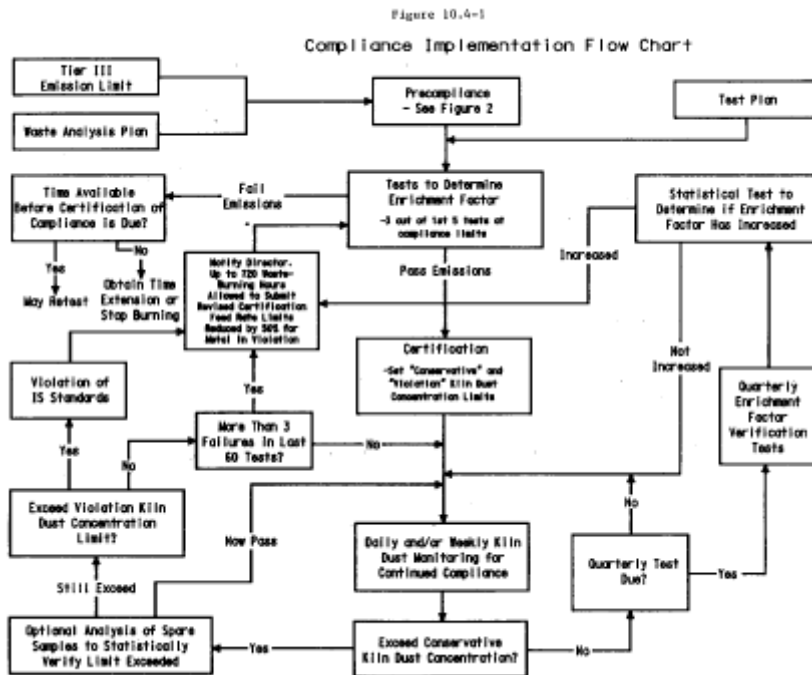 Figure 10.4-1
Compliance Implementation Flow Chart
Tier III
Emission Limit
Precompliance
- See Figure 2
Test Plan
Waste Analysis Plan
Time Available
Before Certification of
Compliance is Due?
Fail
Emissions
Tests to Determine
Enrichment Factor
-3 out of 1st 5 tests at
compliance limits
Statistical Test to
Determine if Enrichment
Factor Has Increased
Yes
No
May Retest
Obtain Time
Extension or
Stop Burning
Notify Director.
Up to 720 Waste-
Burning Hours
Allowed to Submit
Revised Certification
Feed Rate Limits
Reduced by 50% for
Metal in Violation
Pass Emissions
Increased
Not
Increased
Certification
-Set "Conservative" and
"Violation" Kiln Dust
Concentration Limits
Violation of
IS Standards
Yes
Quarterly
Enrichment
Factor
Verification
Tests
More Than 3
Failures in Last
60 Tests?
No
Yes
No
Exceed Violation Kiln
Dust Concentration
Limit?
Now Pass
Daily and/or Weekly Kiln
Dust Monitoring for
Continued Compliance
No
Quarterly Test
Due?
Yes
Still Exceed
Optional Analysis of Spare
Samples to Statistically
Verify Limit Exceeded
Yes
Exceed Conservative
Kiln Dust Concentration?
No